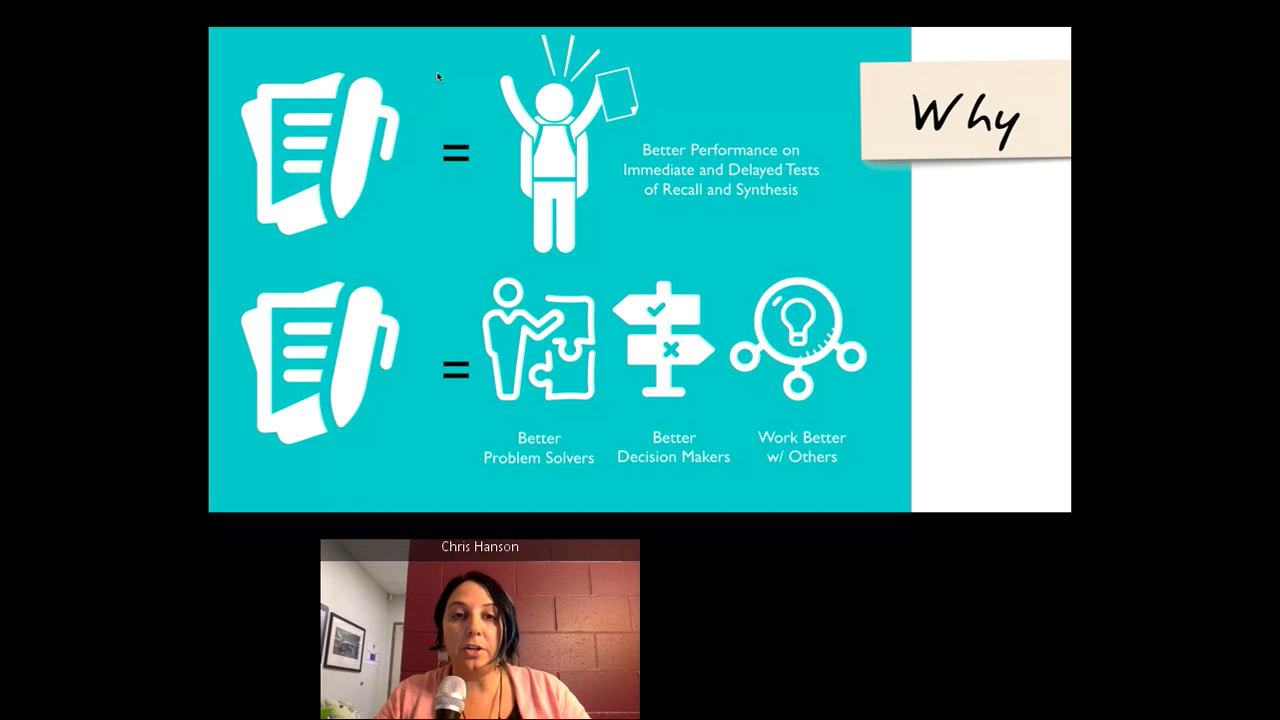 Why
=
Better Performance on
Immediate and Delayed Tests
of Recall and Synthesis
=
Better
Problem Solvers
Better
Decision Makers
Work Better
w/ Others
Chris Hanson